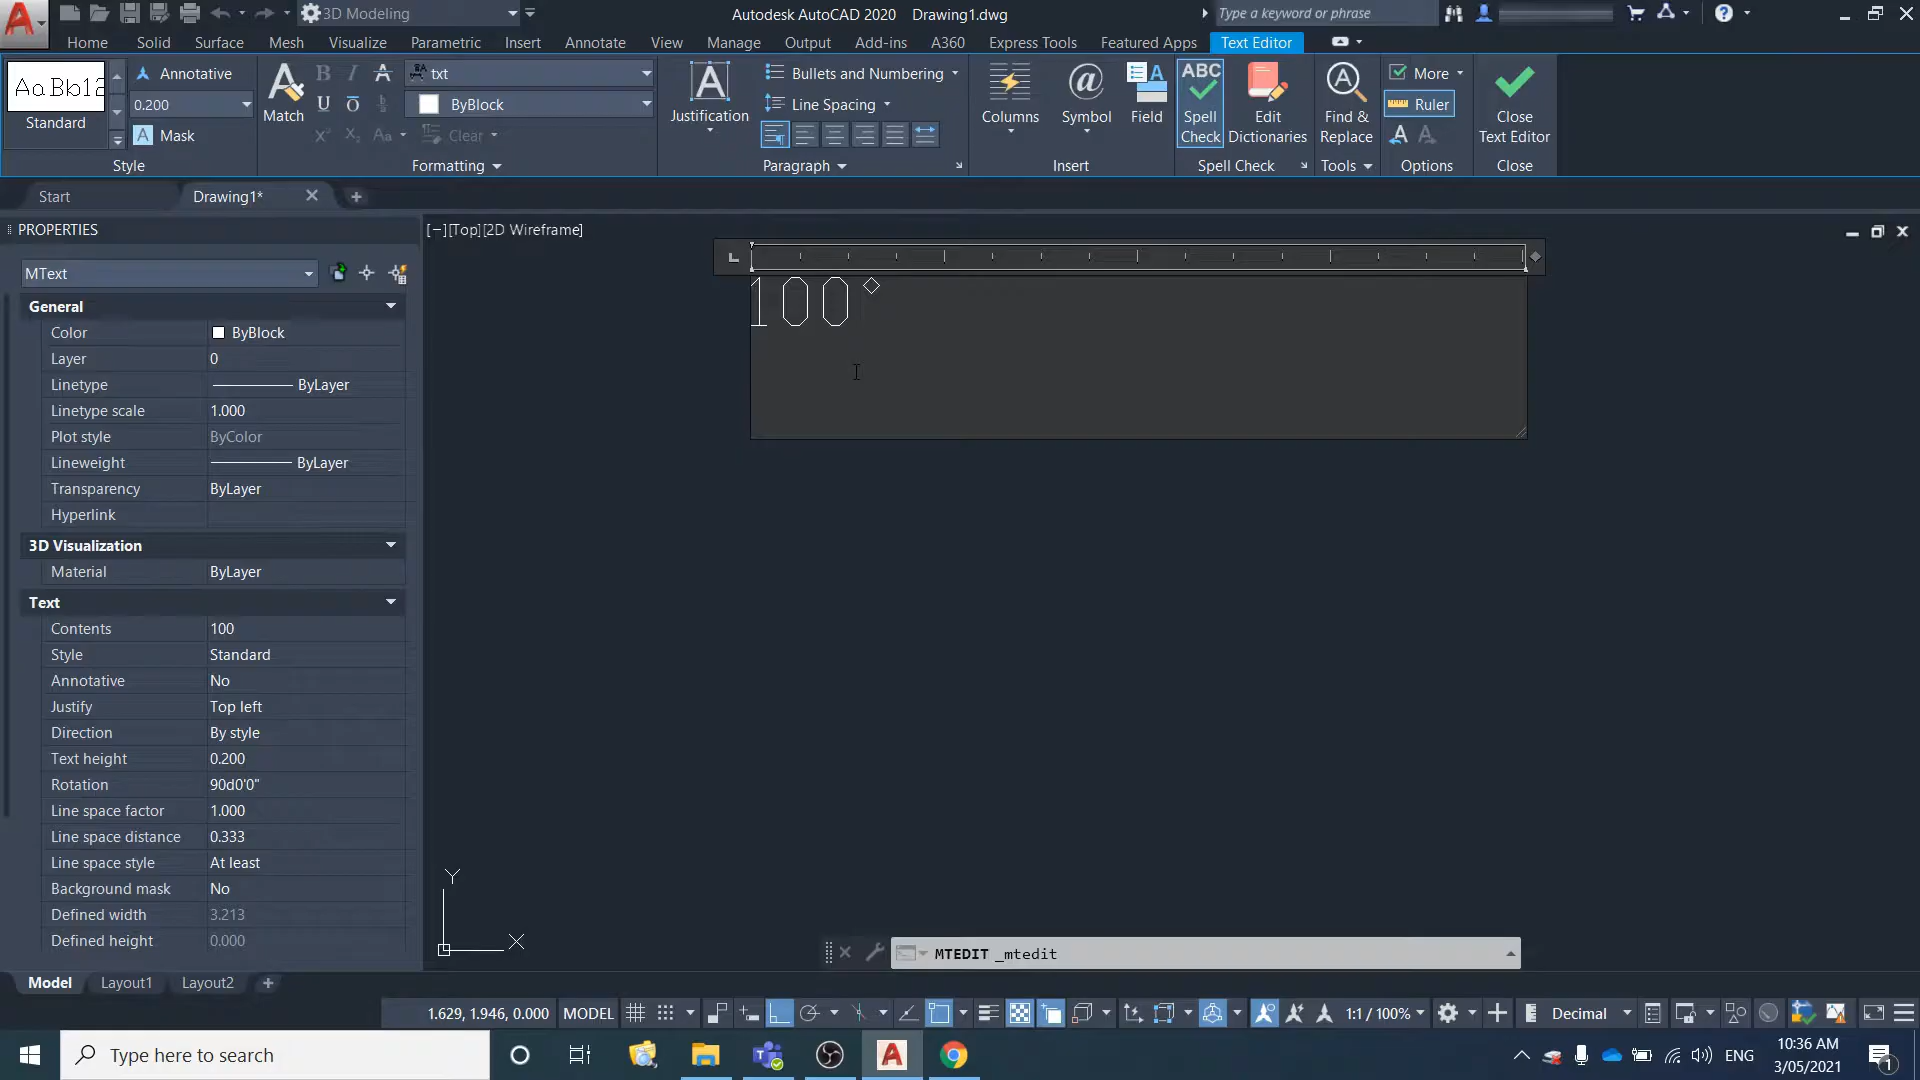 3D Modeling
Autodesk AutoCAD 2020 Drawing1.dwg
Type a keyword or phrase
Home Solid Surface Mesh Visualize Parametric Insert Annotate View Manage Output Add-ins A360 Express Tools Featured Apps Text Editor
AaBb12
Standard
Annotative
0.200
Mask
Style
Match
txt
ByBlock
Clear
Formatting
Justification
Bullets and Numbering
Line Spacing
Paragraph
Columns
Symbol
Field
Insert
ABC
Spell
Check
Edit
Dictionaries
Spell Check
Find &
Replace
Tools
More
Ruler
Options
Close
Text Editor
Close
Start
Drawing1*
PROPERTIES
[−][Top][2D Wireframe]
MText
100°
General
Color ByBlock
Layer 0
Linetype ByLayer
Linetype scale 1.000
Plot style ByColor
Lineweight ByLayer
Transparency ByLayer
Hyperlink
3D Visualization
Material ByLayer
Text
Contents 100
Style Standard
Annotative No
Justify Top left
Direction By style
Text height 0.200
Rotation 90d0'0"
Line space factor 1.000
Line space distance 0.333
Line space style At least
Background mask No
Defined width 3.213
Defined height 0.000
Y
X
MTEDIT _mtedit
Model Layout1 Layout2
1.629, 1.946, 0.000 MODEL 1:1 / 100% Decimal
Type here to search
ENG
10:36 AM
3/05/2021
1